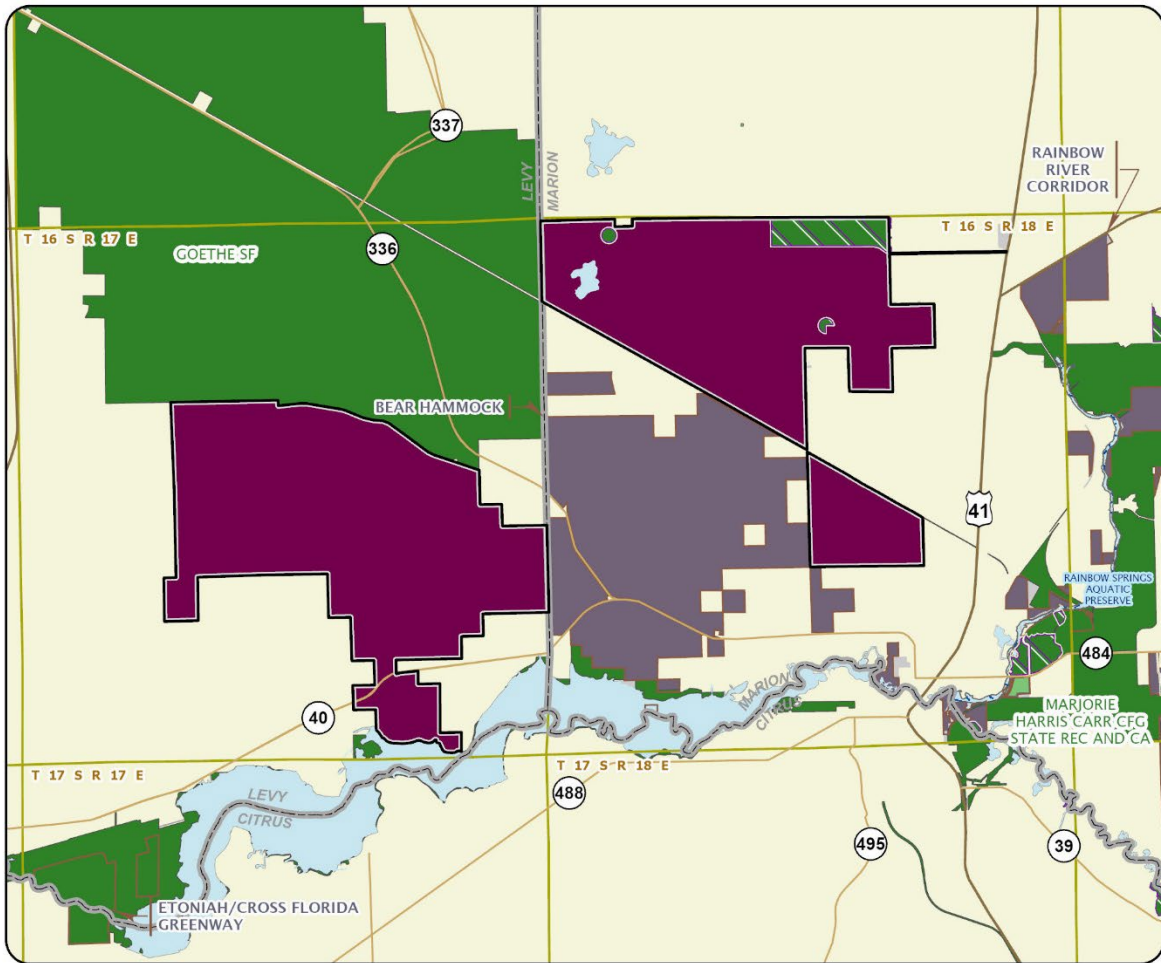 337
LEVY
MARION
RAINBOW
RIVER
CORRIDOR
T 16 S R 17 E
T 16 S R 18 E
GOETHE SF
336
BEAR HAMMOCK
41
RAINBOW SPRINGS
AQUATIC
PRESERVE
484
MARION
CITRUS
MARJORIE
HARRIS CARR CFG
STATE REC AND CA
40
T 17 S R 17 E
T 17 S R 18 E
488
LEVY
CITRUS
495
39
ETONIAH/CROSS FLORIDA
GREENWAY